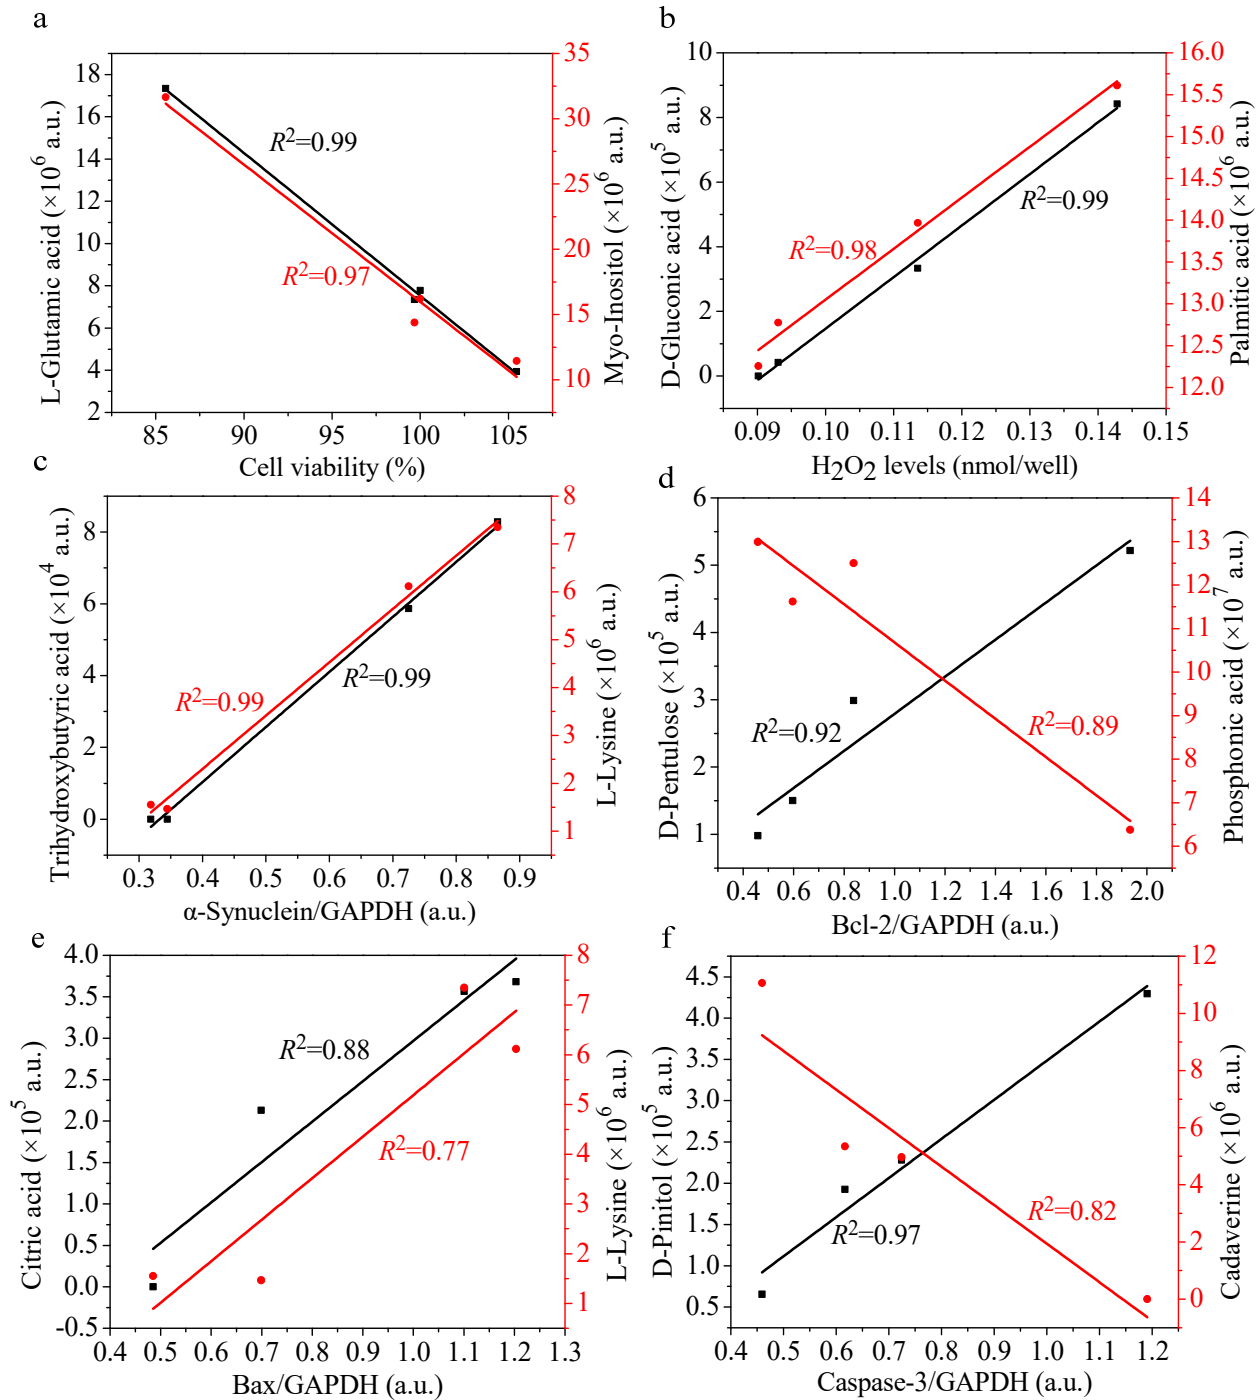 a
L-Glutamic acid (×10^6 a.u.)
18
16
14
12
10
8
6
4
2
R^2=0.99
R^2=0.97
35
30
25
20
15
10
Myo-Inositol (×10^6 a.u.)
85 90 95 100 105
Cell viability (%)
b
D-Gluconic acid (×10^5 a.u.)
10
8
6
4
2
0
R^2=0.98
R^2=0.99
16.0
15.5
15.0
14.5
14.0
13.5
13.0
12.5
12.0
Palmitic acid (×10^6 a.u.)
0.09 0.10 0.11 0.12 0.13 0.14 0.15
H2O2 levels (nmol/well)
c
Trihydroxybutyric acid (×10^4 a.u.)
8
6
4
2
0
R^2=0.99
R^2=0.99
8
7
6
5
4
3
2
1
L-Lysine (×10^6 a.u.)
0.3 0.4 0.5 0.6 0.7 0.8 0.9
α-Synuclein/GAPDH (a.u.)
d
D-Pentulose (×10^5 a.u.)
6
5
4
3
2
1
R^2=0.92
R^2=0.89
14
13
12
11
10
9
8
7
6
Phosphonic acid (×10^7 a.u.)
0.4 0.6 0.8 1.0 1.2 1.4 1.6 1.8 2.0
Bcl-2/GAPDH (a.u.)
e
Citric acid (×10^5 a.u.)
4.0
3.5
3.0
2.5
2.0
1.5
1.0
0.5
0.0
-0.5
R^2=0.88
R^2=0.77
8
7
6
5
4
3
2
1
L-Lysine (×10^6 a.u.)
0.4 0.5 0.6 0.7 0.8 0.9 1.0 1.1 1.2 1.3
Bax/GAPDH (a.u.)
f
D-Pinitol (×10^5 a.u.)
4.5
4.0
3.5
3.0
2.5
2.0
1.5
1.0
0.5
R^2=0.97
R^2=0.82
12
10
8
6
4
2
0
Cadaverine (×10^6 a.u.)
0.4 0.5 0.6 0.7 0.8 0.9 1.0 1.1 1.2
Caspase-3/GAPDH (a.u.)